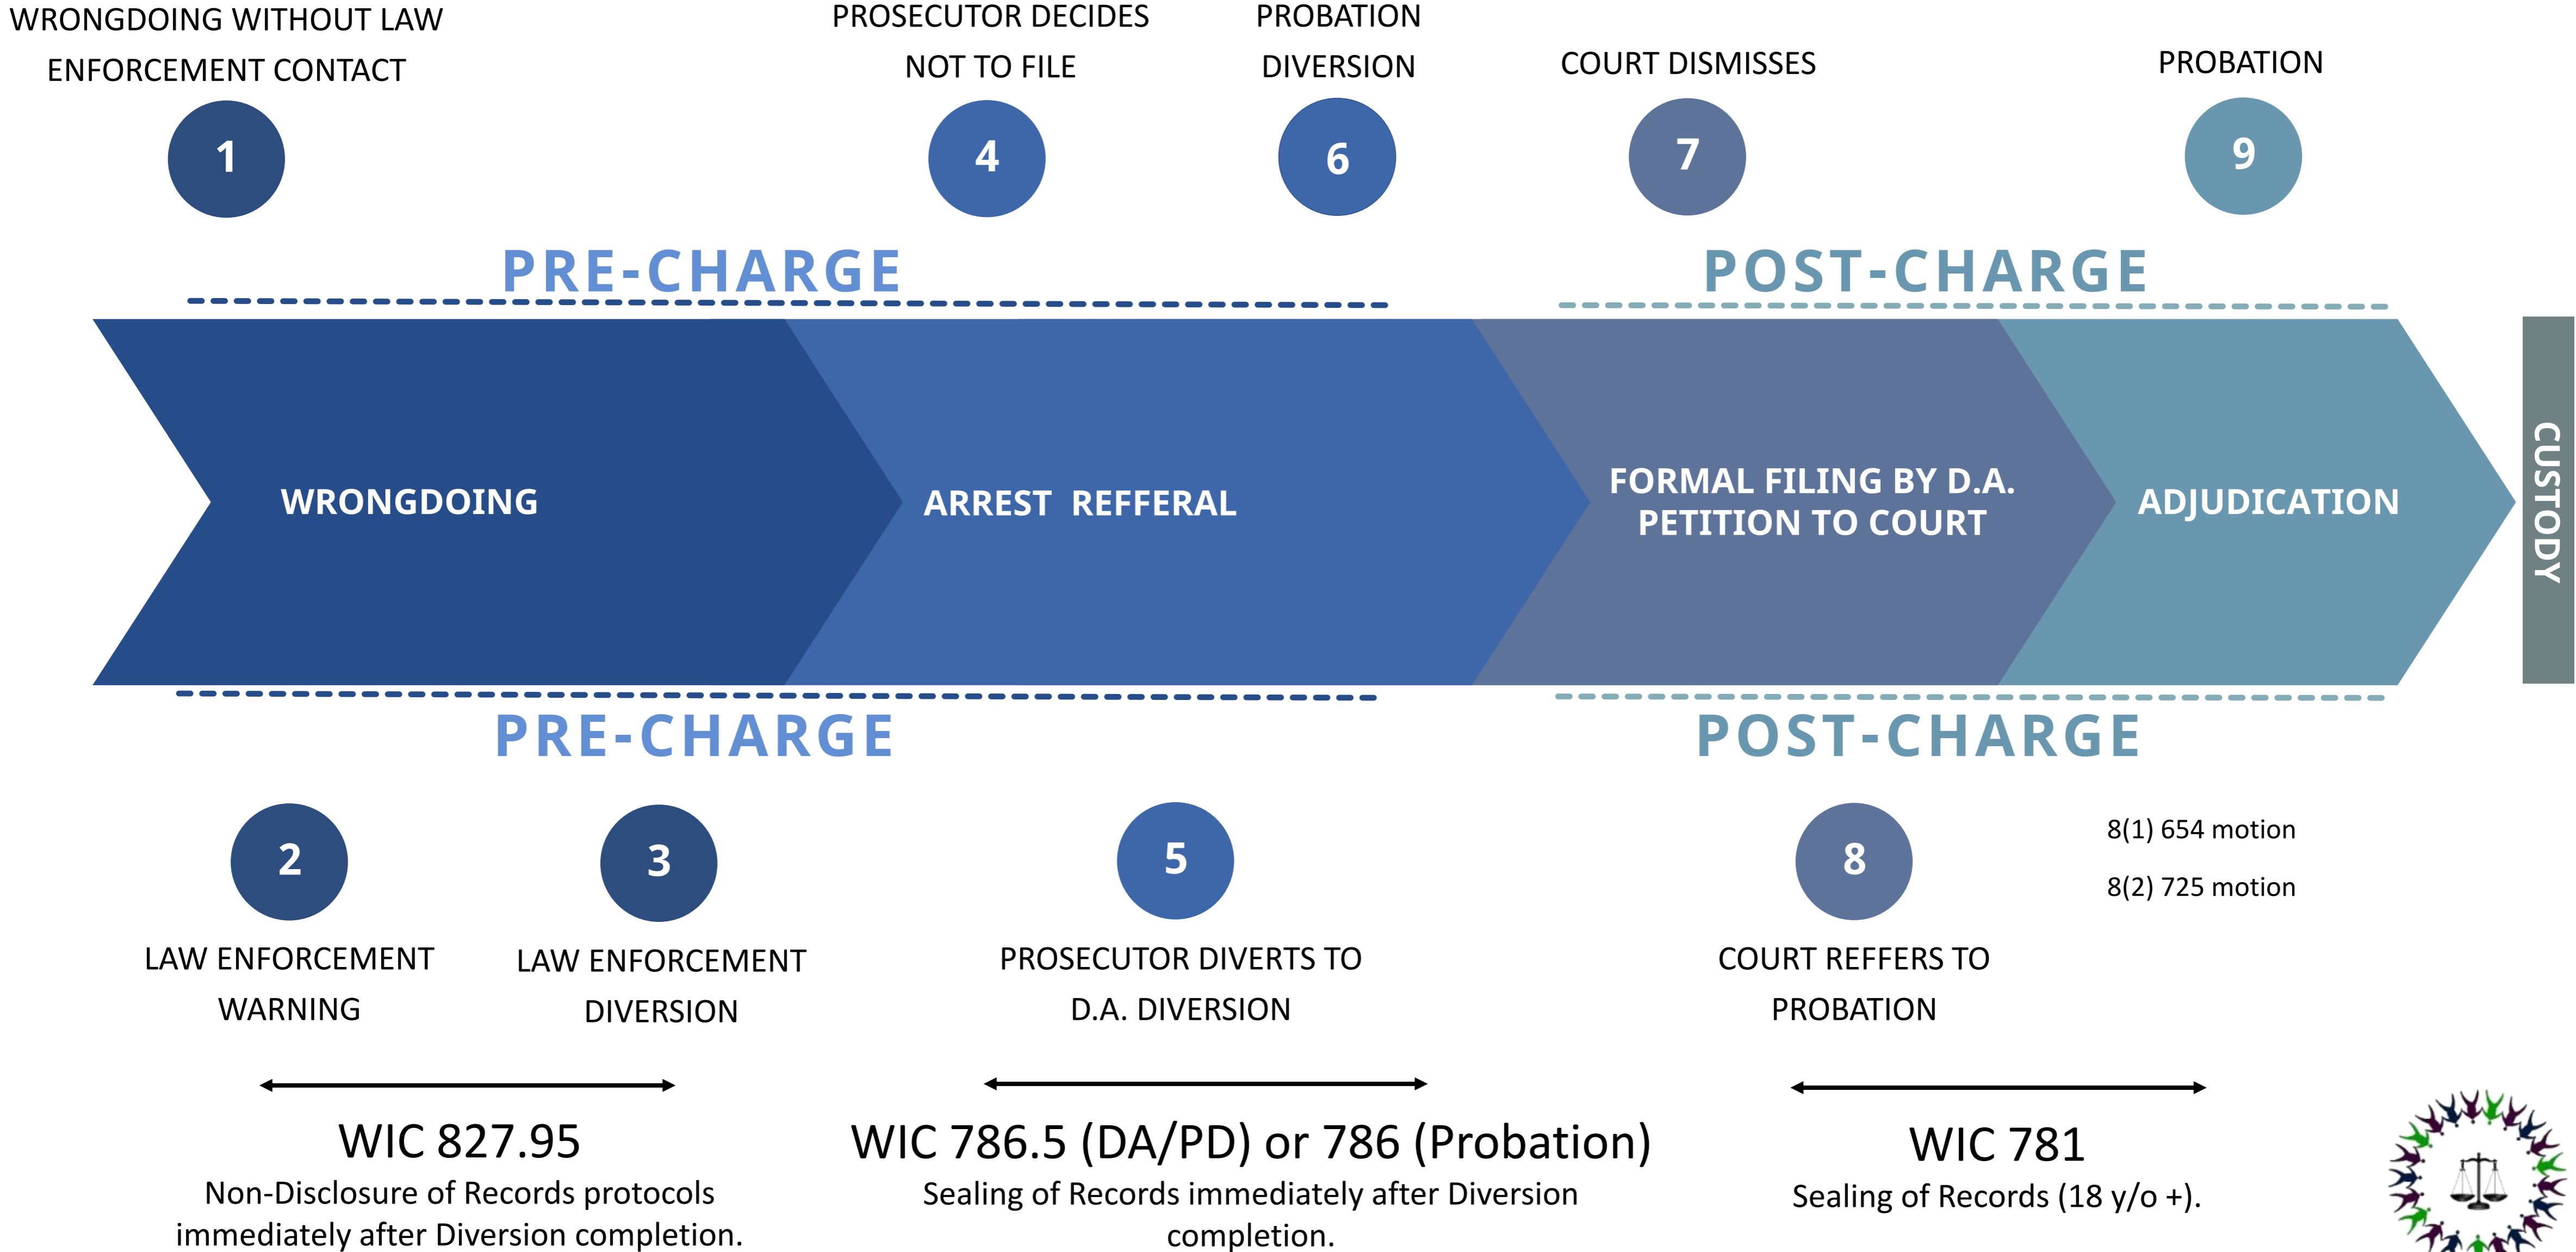 WRONGDOING WITHOUT LAW
ENFORCEMENT CONTACT
1
PROSECUTOR DECIDES
NOT TO FILE
4
PROBATION
DIVERSION
6
COURT DISMISSES
7
PROBATION
9
PRE-CHARGE
POST-CHARGE
WRONGDOING
ARREST REFFERAL
FORMAL FILING BY D.A.
PETITION TO COURT
ADJUDICATION
CUSTODY
PRE-CHARGE
POST-CHARGE
2
LAW ENFORCEMENT
WARNING
3
LAW ENFORCEMENT
DIVERSION
5
PROSECUTOR DIVERTS TO
D.A. DIVERSION
8
COURT REFFERS TO
PROBATION
8(1) 654 motion
8(2) 725 motion
WIC 827.95
Non-Disclosure of Records protocols
immediately after Diversion completion.
WIC 786.5 (DA/PD) or 786 (Probation)
Sealing of Records immediately after Diversion
completion.
WIC 781
Sealing of Records (18 y/o +).